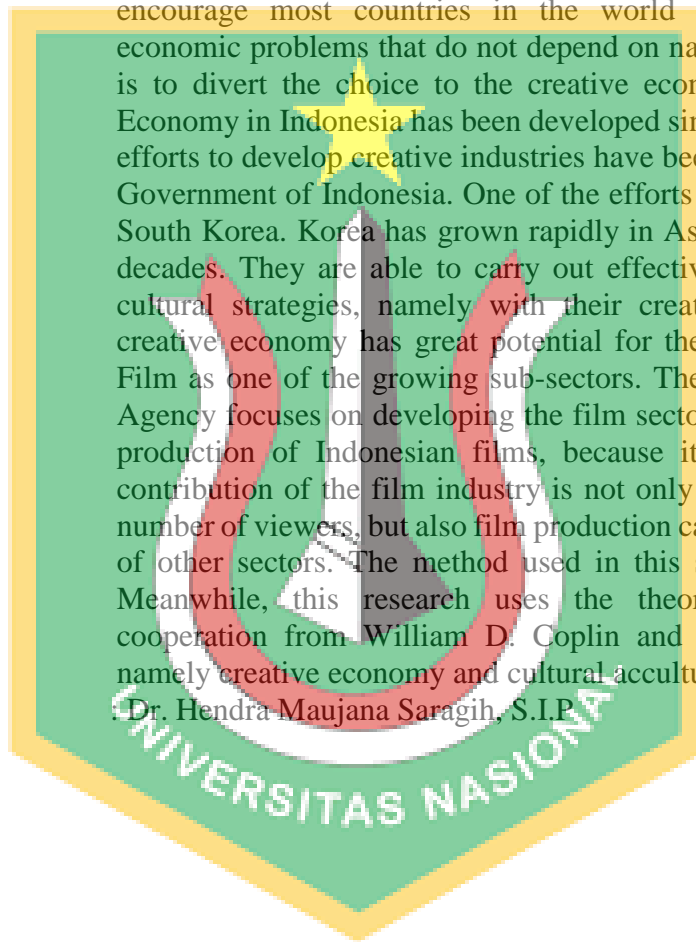 encourage most countries in the world
economic problems that do not depend on na
is to divert the choice to the creative econ
Economy in Indonesia has been developed sin
efforts to develop creative industries have bee
Government of Indonesia. One of the efforts
South Korea. Korea has grown rapidly in As
decades. They are able to carry out effectiv
cultural strategies, namely with their creat
creative economy has great potential for the
Film as one of the growing sub-sectors. The
Agency focuses on developing the film secto
production of Indonesian films, because it
contribution of the film industry is not only
number of viewers, but also film production ca
of other sectors. The method used in this s
Meanwhile, this research uses the theor
cooperation from William D. Coplin and
namely creative economy and cultural accultu
: Dr. Hendra Maujana Saragih, S.I.P
UNIVERSITAS NASIONAL